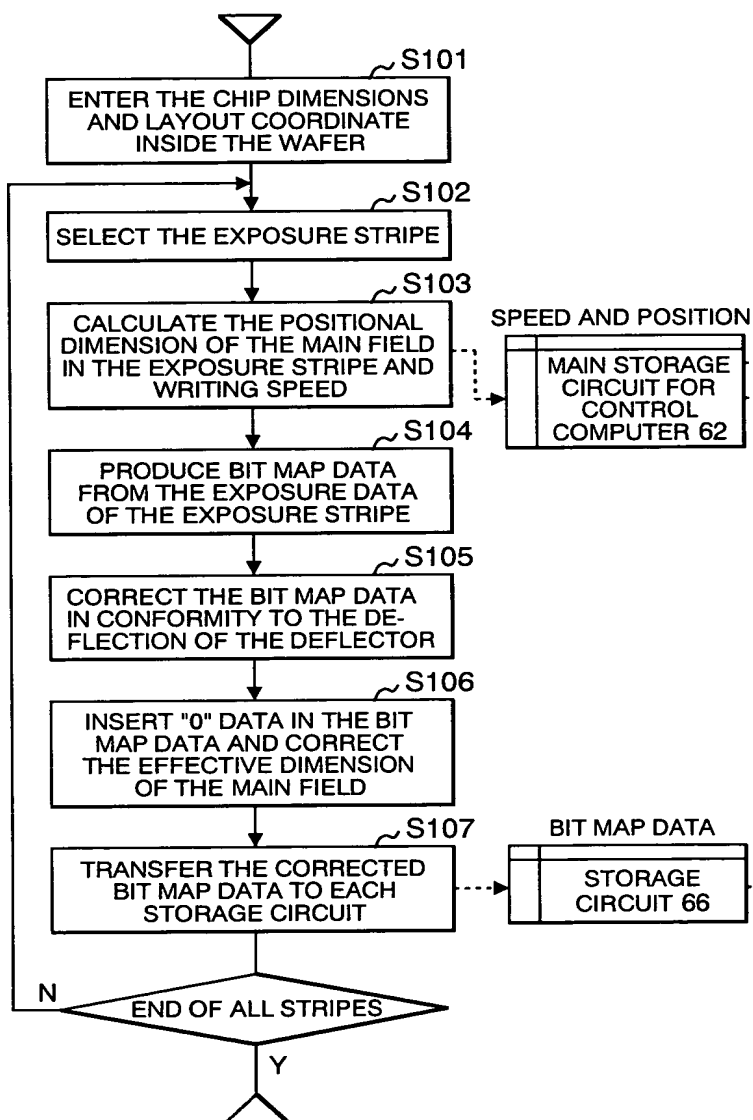 S101
ENTER THE CHIP DIMENSIONS
AND LAYOUT COORDINATE
INSIDE THE WAFER
S102
SELECT THE EXPOSURE STRIPE
S103
CALCULATE THE POSITIONAL
DIMENSION OF THE MAIN FIELD
IN THE EXPOSURE STRIPE AND
WRITING SPEED
SPEED AND POSITION
MAIN STORAGE
CIRCUIT FOR
CONTROL
COMPUTER 62
S104
PRODUCE BIT MAP DATA
FROM THE EXPOSURE DATA
OF THE EXPOSURE STRIPE
S105
CORRECT THE BIT MAP DATA
IN CONFORMITY TO THE DE-
FLECTION OF THE DEFLECTOR
S106
INSERT "0" DATA IN THE BIT
MAP DATA AND CORRECT
THE EFFECTIVE DIMENSION
OF THE MAIN FIELD
S107
TRANSFER THE CORRECTED
BIT MAP DATA TO EACH
STORAGE CIRCUIT
BIT MAP DATA
STORAGE
CIRCUIT 66
N
END OF ALL STRIPES
Y